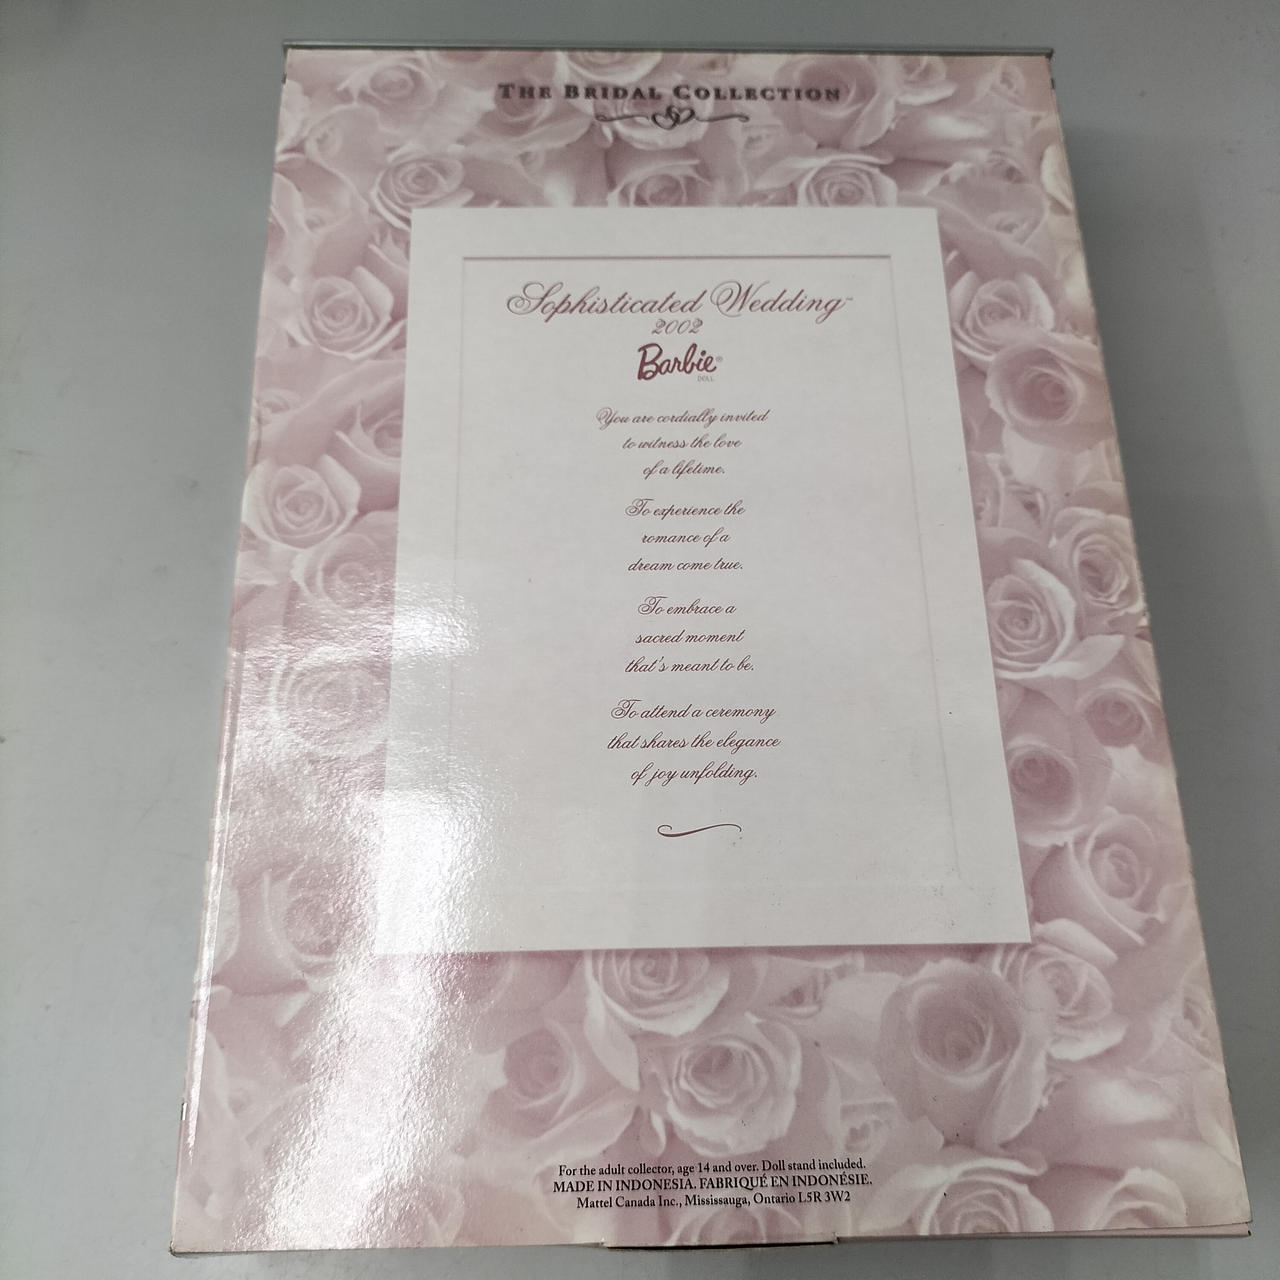 THE BRIDAL COLLECTION
Sophisticated Wedding™
2002
Barbie®
DOLL
You are cordially invited
to witness the love
of a lifetime.
To experience the
romance of a
dream come true.
To embrace a
sacred moment
that's meant to be.
To attend a ceremony
that shares the elegance
of joy unfolding.
For the adult collector, age 14 and over. Doll stand included.
MADE IN INDONESIA. FABRIQUÉ EN INDONÉSIE.
Mattel Canada Inc., Mississauga, Ontario L5R 3W2